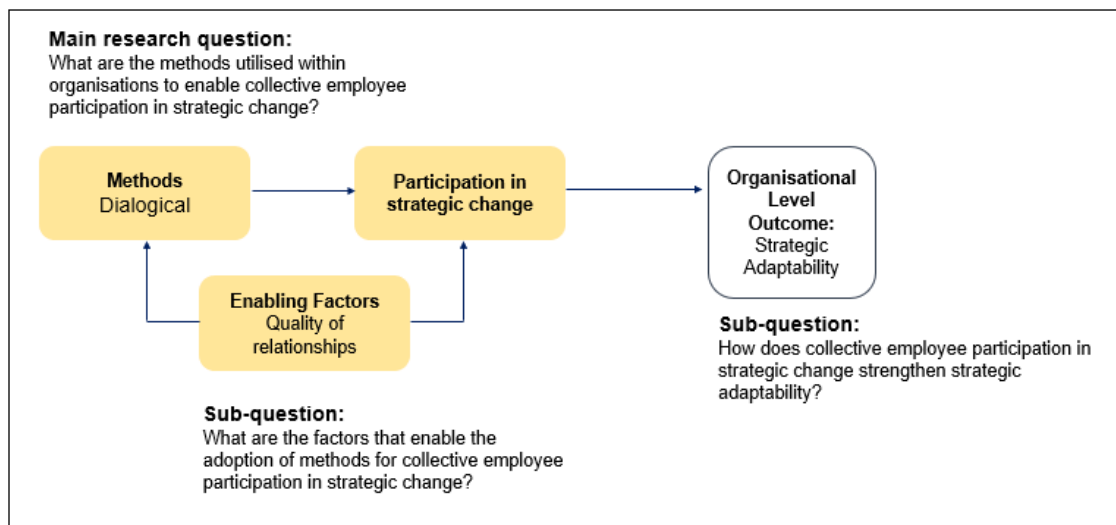 Main research question:
What are the methods utilised within
organisations to enable collective employee
participation in strategic change?
Methods
Dialogical
Participation in
strategic change
Organisational
Level
Outcome:
Strategic
Adaptability
Enabling Factors
Quality of
relationships
Sub-question:
How does collective employee participation in
strategic change strengthen strategic
adaptability?
Sub-question:
What are the factors that enable the
adoption of methods for collective employee
participation in strategic change?